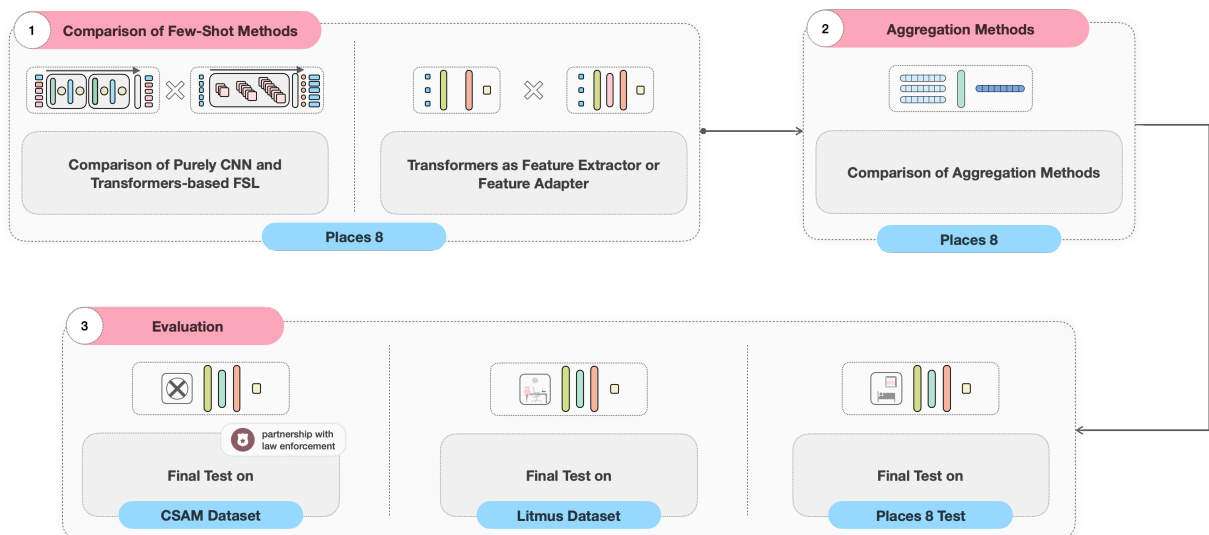 1
Comparison of Few-Shot Methods
Comparison of Purely CNN and
Transformers-based FSL
Transformers as Feature Extractor or
Feature Adapter
Places 8
2
Aggregation Methods
Comparison of Aggregation Methods
Places 8
3
Evaluation
partnership with
law enforcement
Final Test on
CSAM Dataset
Final Test on
Litmus Dataset
Final Test on
Places 8 Test